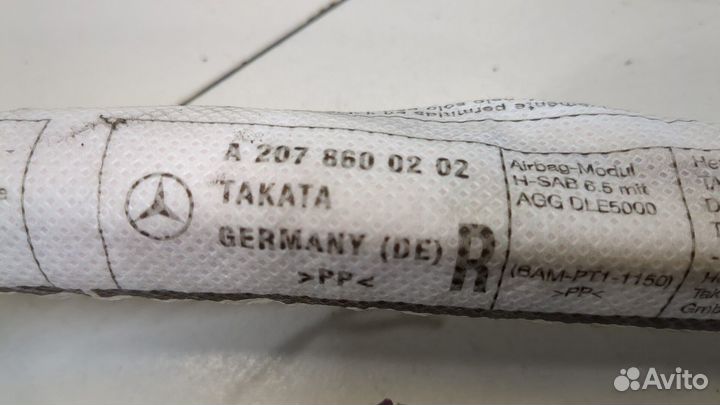 A 207 860 02 02
TAKATA
GERMANY (DE)
>PP<
R
Airbag-Modul
H-SAB 6.5 mit
AGG DLE5000
(BAM-PT1-1150)
>PP<
Avito